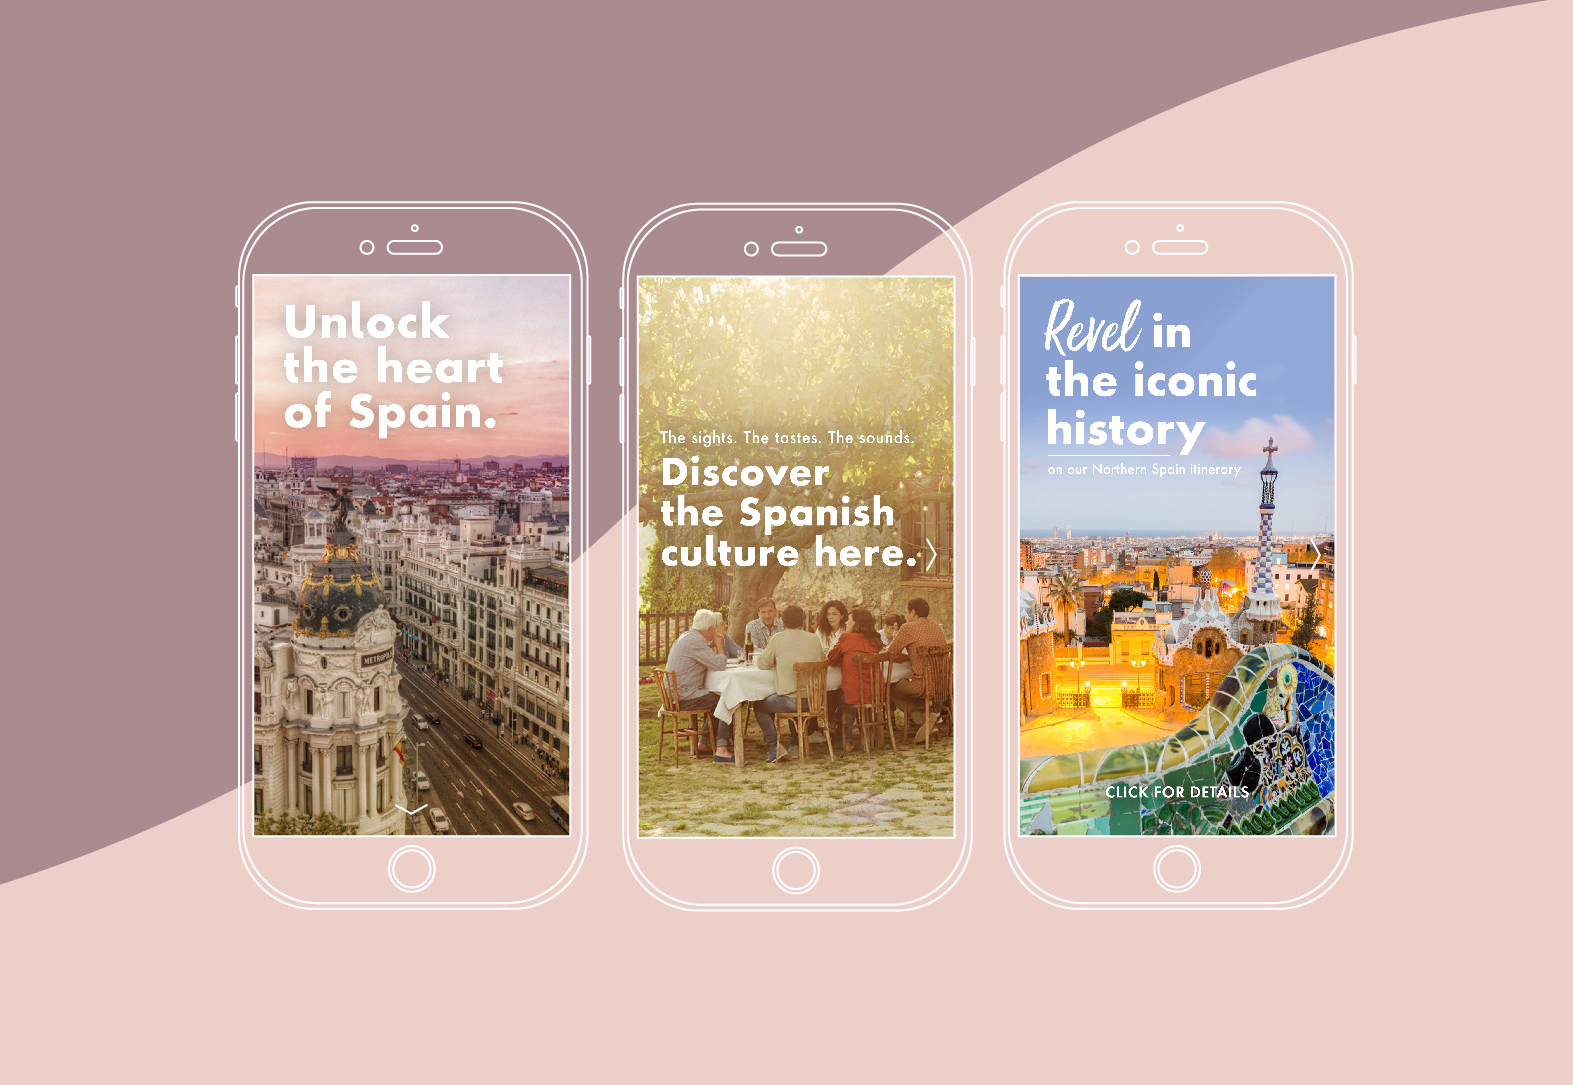 Unlock
the heart
of Spain.
METROPOLIS
The sights. The tastes. The sounds.
Discover
the Spanish
culture here.
Revel in
the iconic
history
on our Northern Spain itinerary
CLICK FOR DETAILS